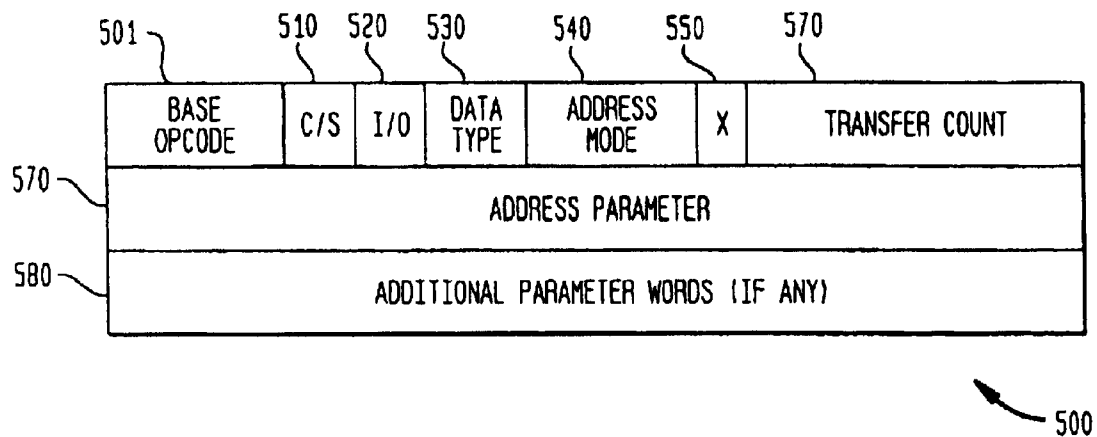 501 510 520 530 540 550 570
BASE OPCODE C/S I/O DATA TYPE ADDRESS MODE X TRANSFER COUNT
570 ADDRESS PARAMETER
580 ADDITIONAL PARAMETER WORDS (IF ANY)
500